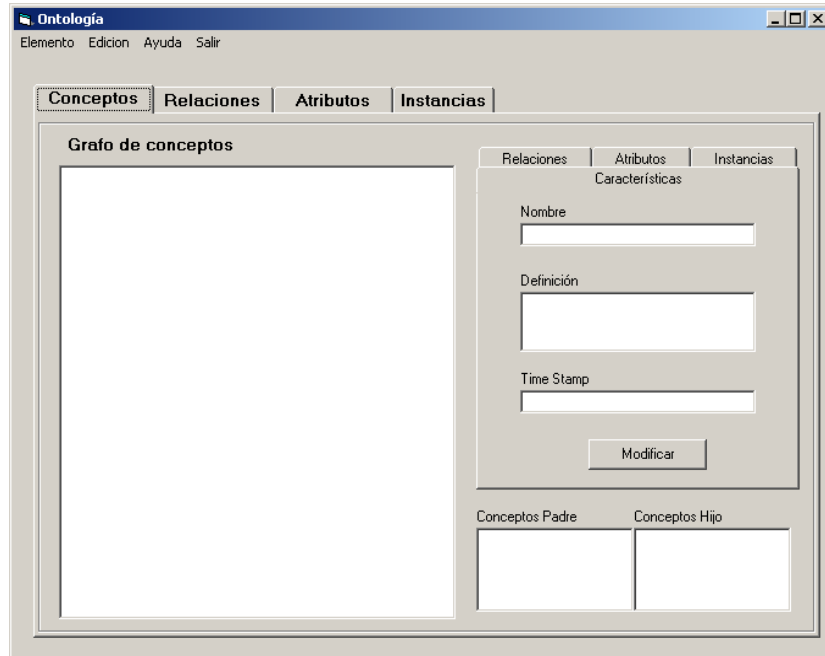 Ontología
Elemento Edicion Ayuda Salir
Conceptos Relaciones Atributos Instancias
Grafo de conceptos
Relaciones Atributos Instancias
Características
Nombre
Definición
Time Stamp
Modificar
Conceptos Padre Conceptos Hijo